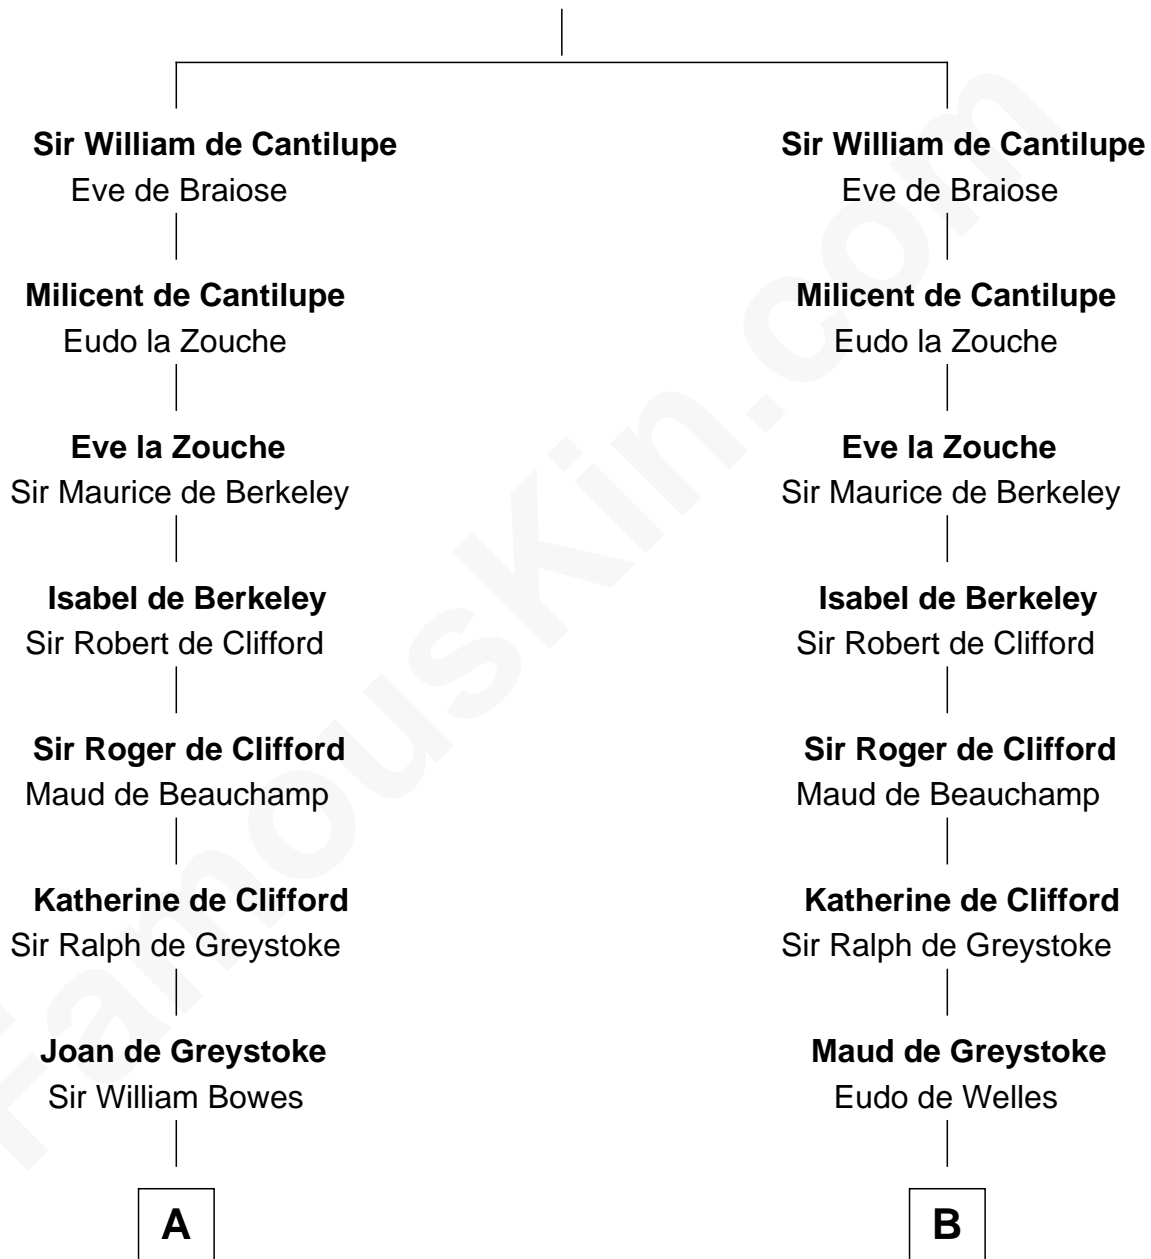 Sir William de Cantilupe
Eve de Braiose
Milicent de Cantilupe
Eudo la Zouche
Eve la Zouche
Sir Maurice de Berkeley
Isabel de Berkeley
Sir Robert de Clifford
Sir Roger de Clifford
Maud de Beauchamp
Katherine de Clifford
Sir Ralph de Greystoke
Joan de Greystoke
Sir William Bowes
A
Sir William de Cantilupe
Eve de Braiose
Milicent de Cantilupe
Eudo la Zouche
Eve la Zouche
Sir Maurice de Berkeley
Isabel de Berkeley
Sir Robert de Clifford
Sir Roger de Clifford
Maud de Beauchamp
Katherine de Clifford
Sir Ralph de Greystoke
Maud de Greystoke
Eudo de Welles
B
FamousKin.com